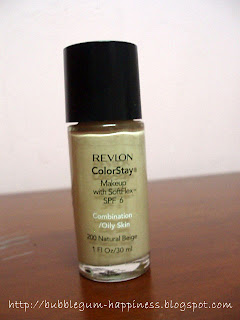 REVLON
ColorStay®
Makeup
with SoftFlex™
SPF 6
Combination
/Oily Skin
200 Natural Beige
1 Fl Oz/30 ml
http://bubblegum-happiness.blogspot.com